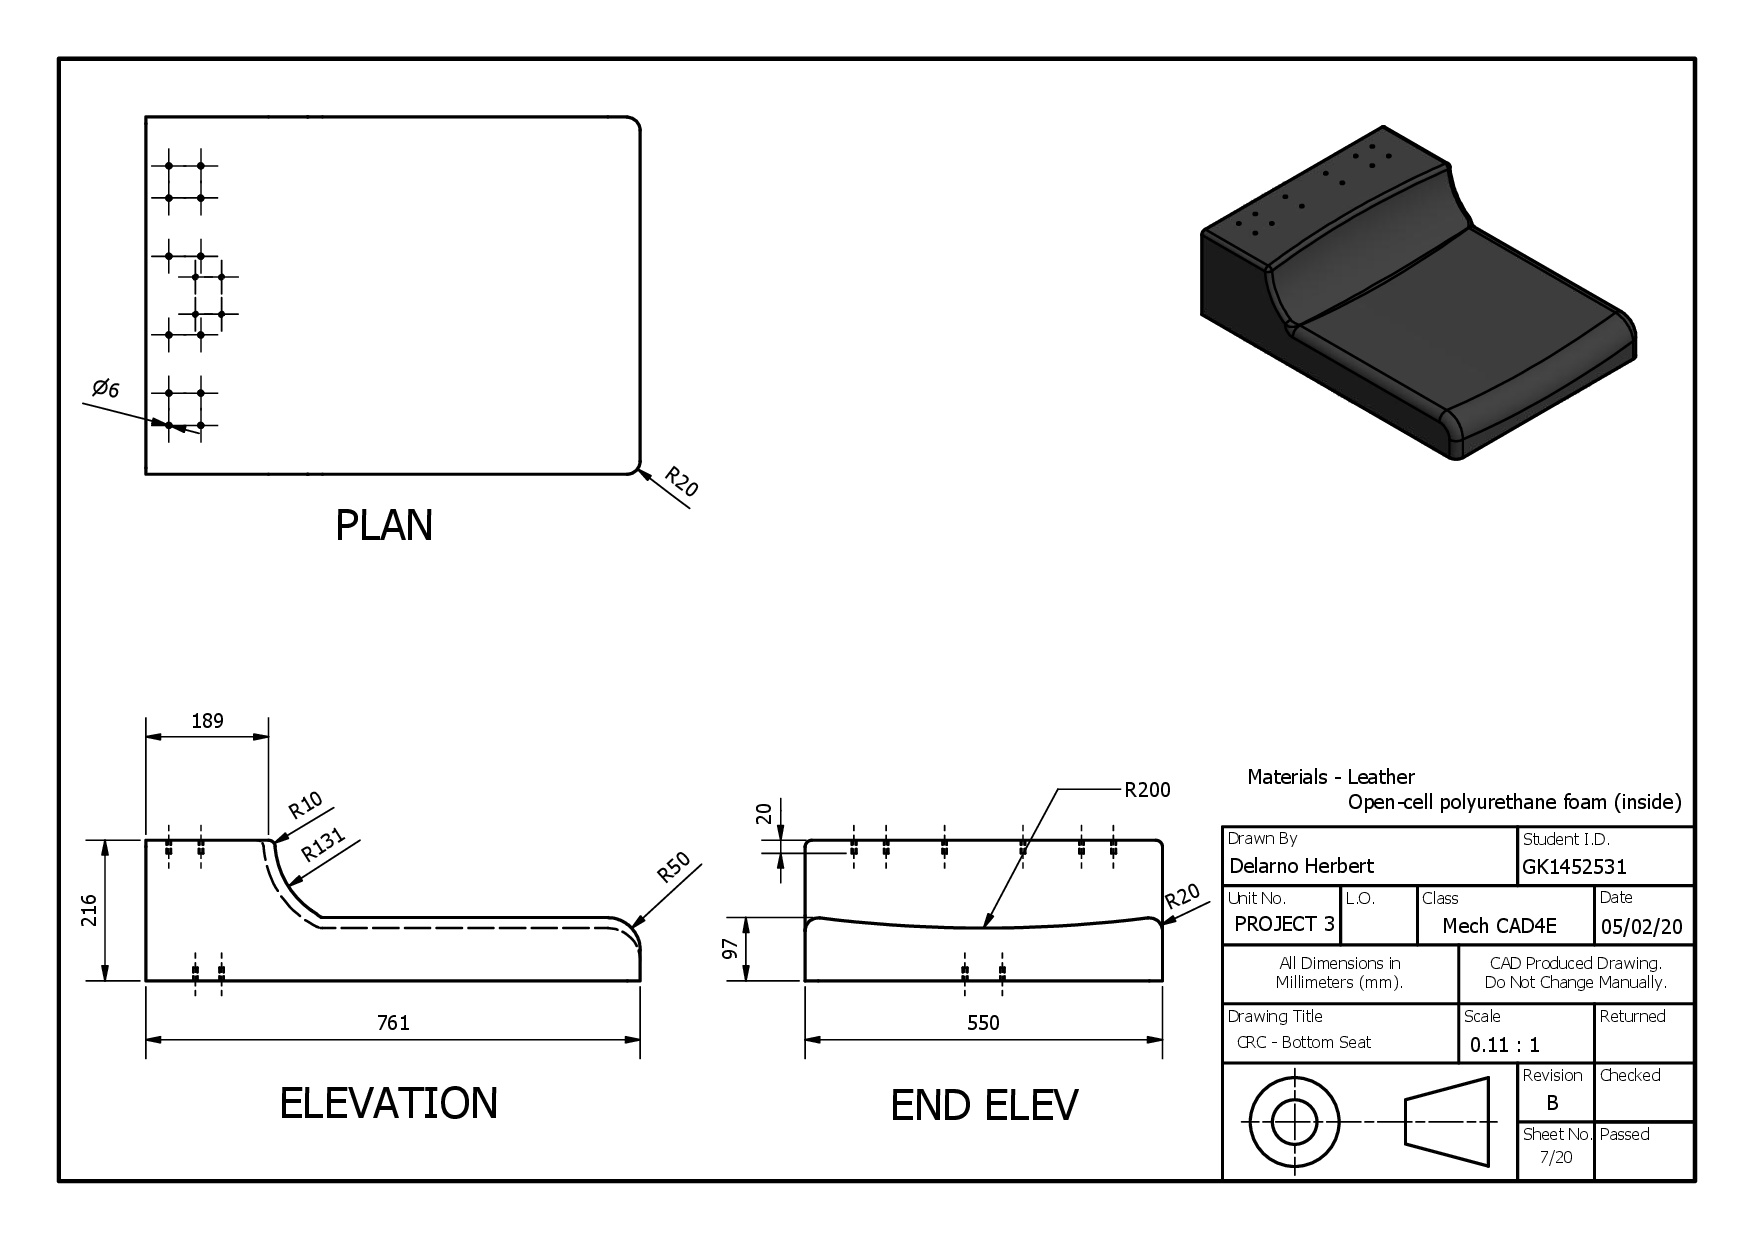 Ø6
R20
PLAN
189
R10
R131
R50
216
761
ELEVATION
20
R200
R20
97
550
END ELEV
Materials - Leather
Open-cell polyurethane foam (inside)
Drawn By
Delarno Herbert
Student I.D.
GK1452531
Unit No.
PROJECT 3
L.O.
Class
Mech CAD4E
Date
05/02/20
All Dimensions in
Millimeters (mm).
CAD Produced Drawing.
Do Not Change Manually.
Drawing Title
CRC - Bottom Seat
Scale
0.11 : 1
Returned
Revision
B
Checked
Sheet No.
7/20
Passed